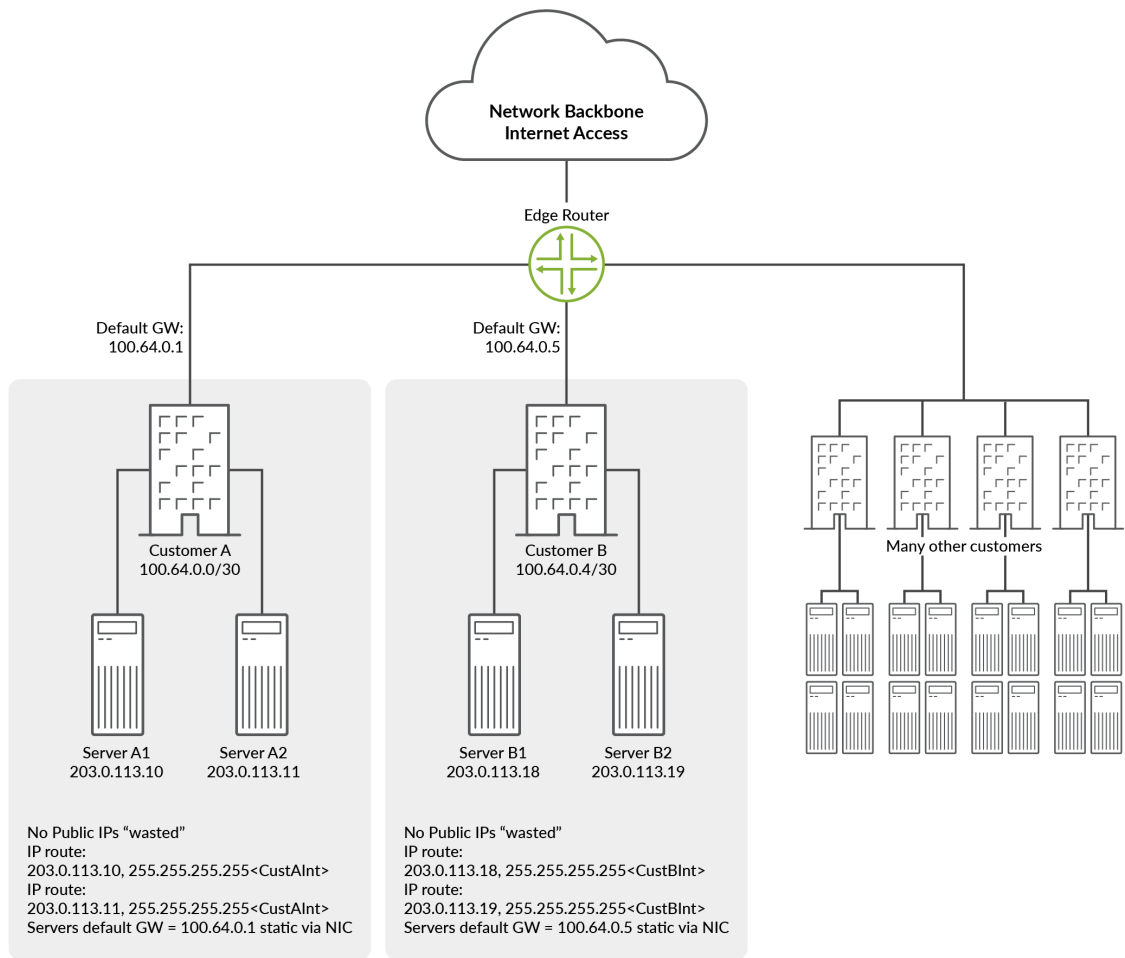 Network Backbone
Internet Access
Edge Router
Default GW:
100.64.0.1
Default GW:
100.64.0.5
Customer A
100.64.0.0/30
Customer B
100.64.0.4/30
Many other customers
Server A1
203.0.113.10
Server A2
203.0.113.11
Server B1
203.0.113.18
Server B2
203.0.113.19
No Public IPs “wasted”
IP route:
203.0.113.10, 255.255.255.255<CustAInt>
IP route:
203.0.113.11, 255.255.255.255<CustAInt>
Servers default GW = 100.64.0.1 static via NIC
No Public IPs “wasted”
IP route:
203.0.113.18, 255.255.255.255<CustBInt>
IP route:
203.0.113.19, 255.255.255.255<CustBInt>
Servers default GW = 100.64.0.5 static via NIC